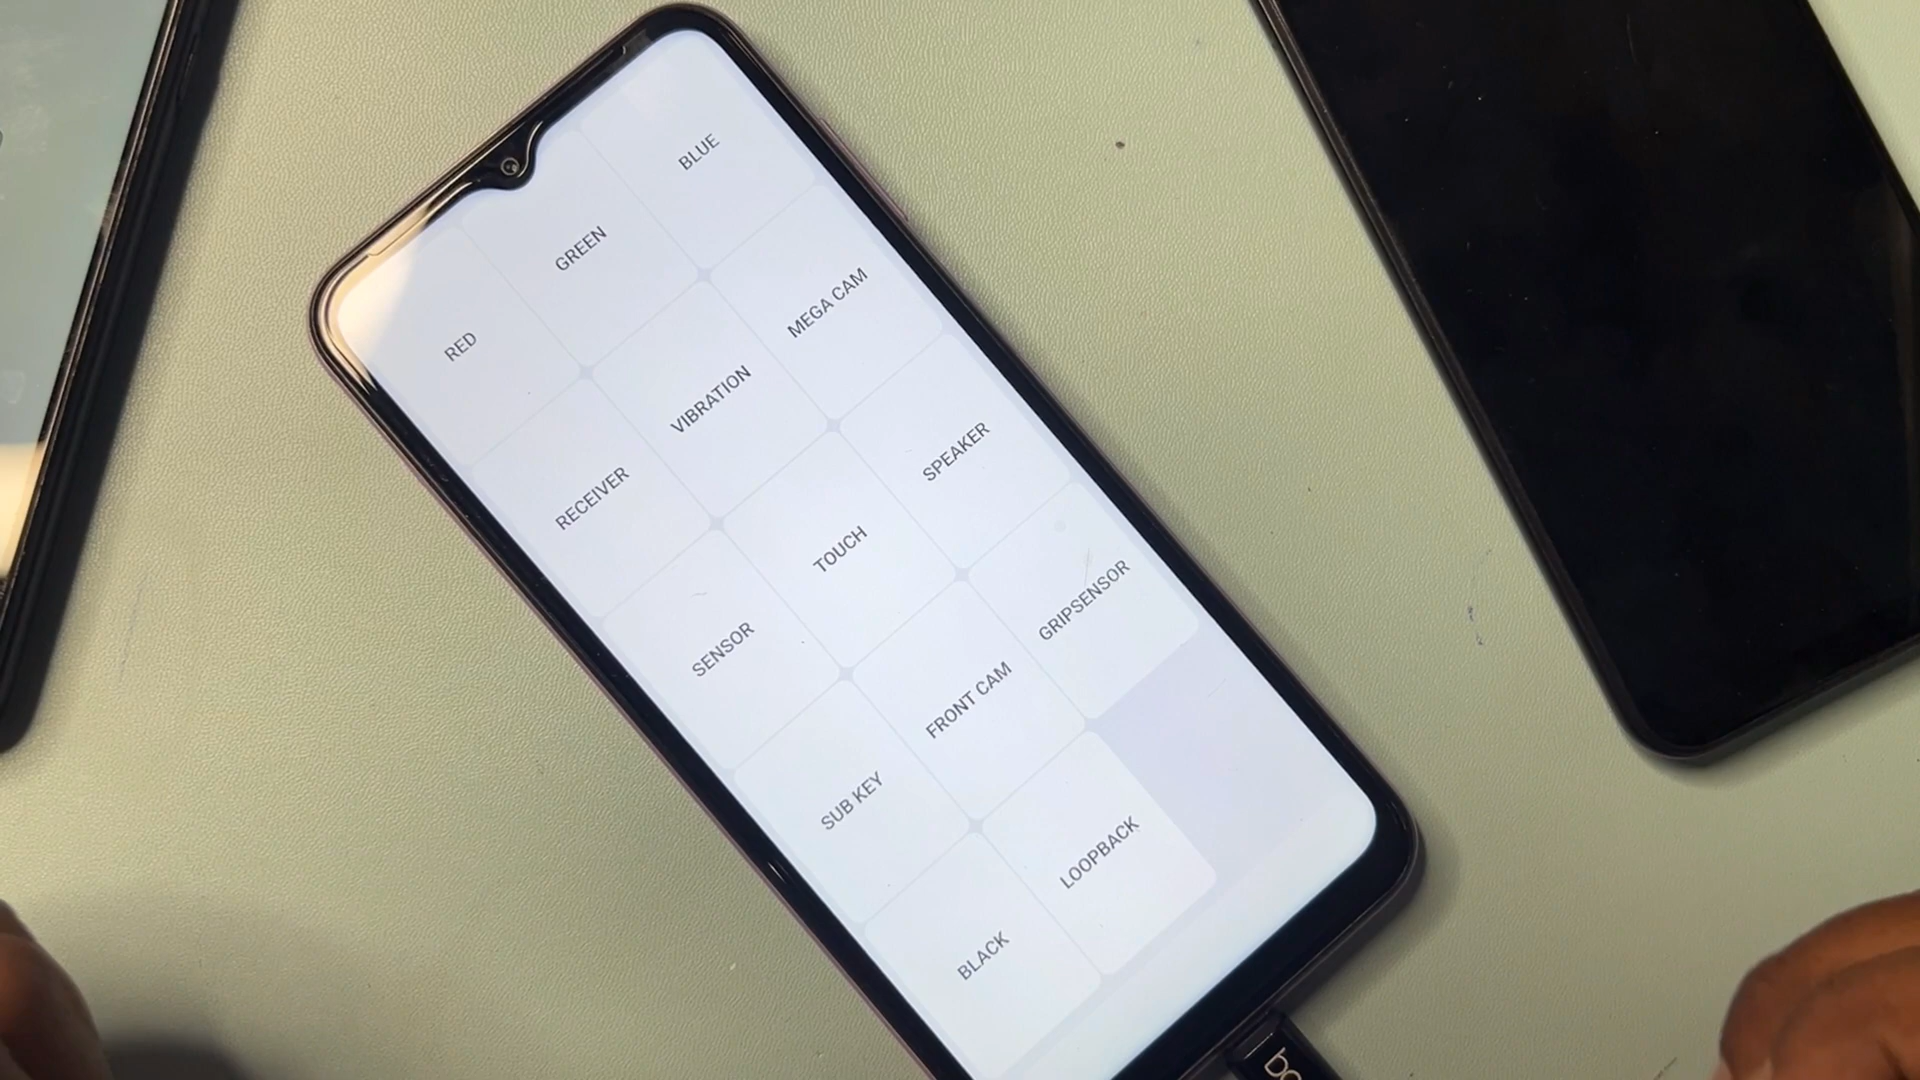 RED
GREEN
BLUE
RECEIVER
VIBRATION
MEGA CAM
SENSOR
TOUCH
SPEAKER
SUB KEY
FRONT CAM
GRIPSENSOR
BLACK
LOOPBACK